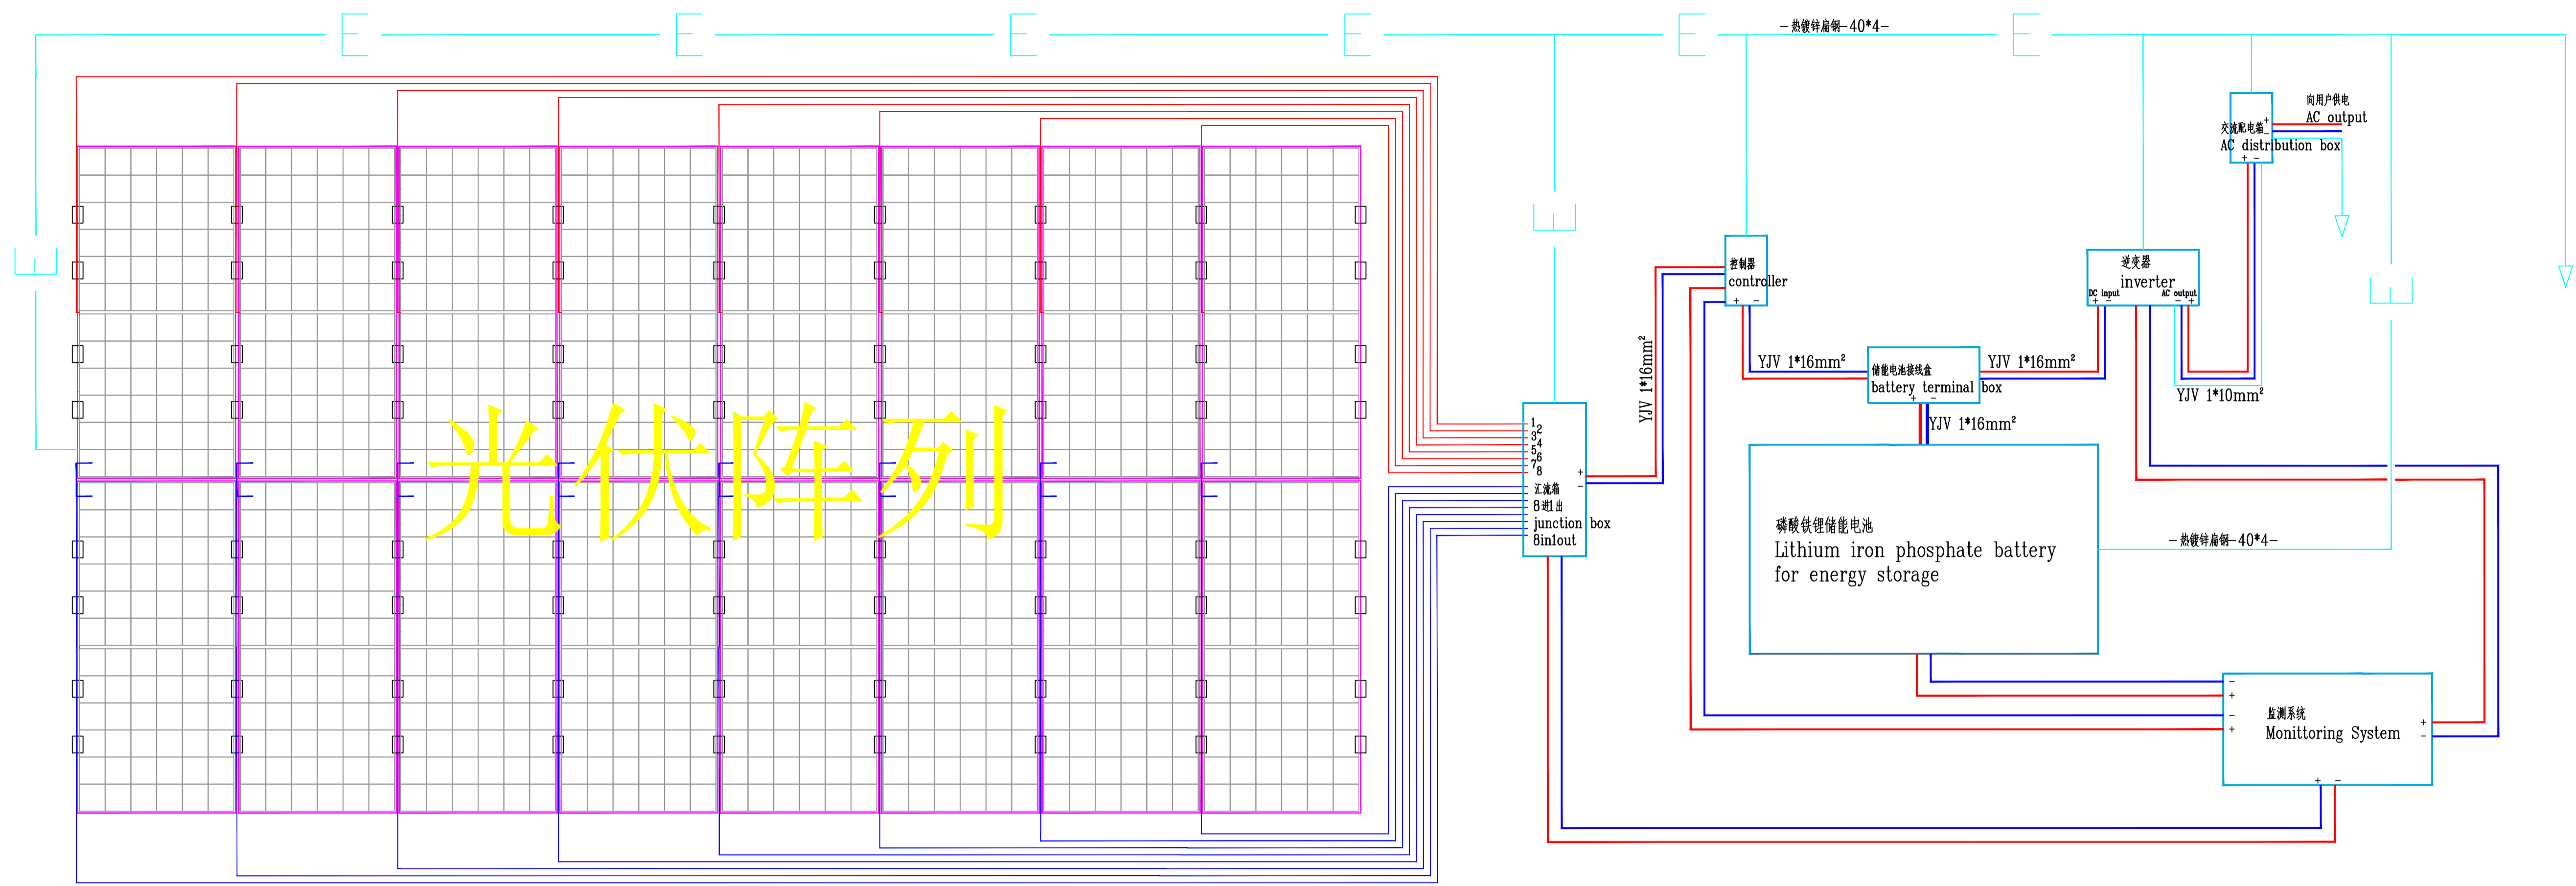 E E E E E E
-热镀锌扁钢-40*4-
向用户供电
AC output
+
-
交流配电箱
AC distribution box
+ -
E
E
E
控制器
controller
+ -
逆变器
inverter
DC input
+ -
AC output
- +
YJV 1*16mm²
YJV 1*16mm²
储能电池接线盒
battery terminal box
+ -
YJV 1*16mm²
YJV 1*10mm²
YJV 1*16mm²
光伏阵列
1
2
3
4
5
6
7
8
+
-
汇流箱
8进1出
junction box
8in1out
磷酸铁锂储能电池
Lithium iron phosphate battery
for energy storage
-热镀锌扁钢-40*4-
-
+
-
+
监测系统
Monittoring System
+
-
+ -